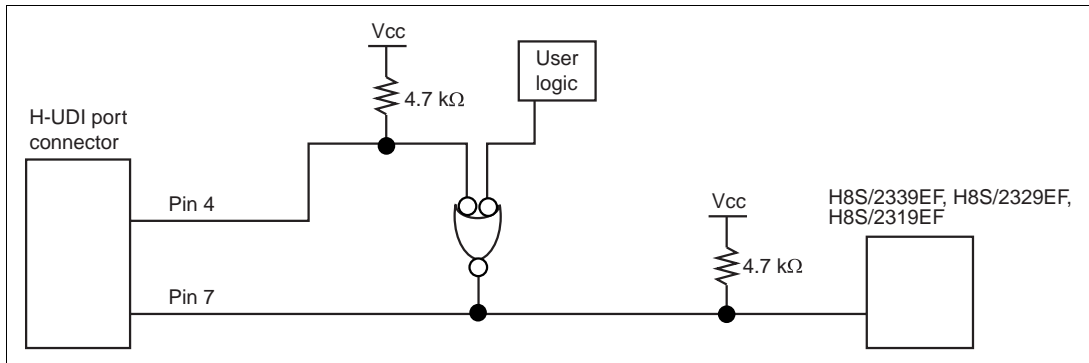 Vcc
User
logic
4.7 kΩ
H-UDI port
connector
Pin 4
H8S/2339EF, H8S/2329EF,
H8S/2319EF
Vcc
4.7 kΩ
Pin 7